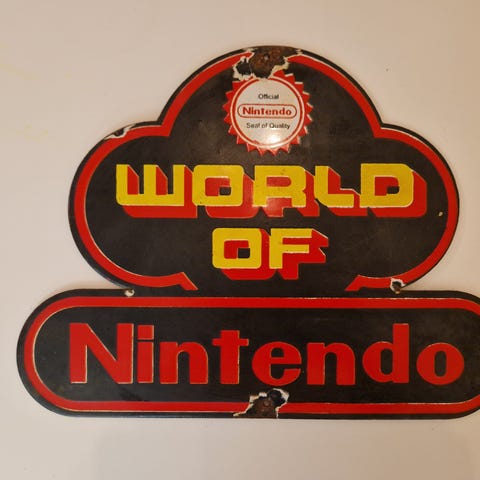 Official
Nintendo
Seal of Quality
WORLD
OF
Nintendo